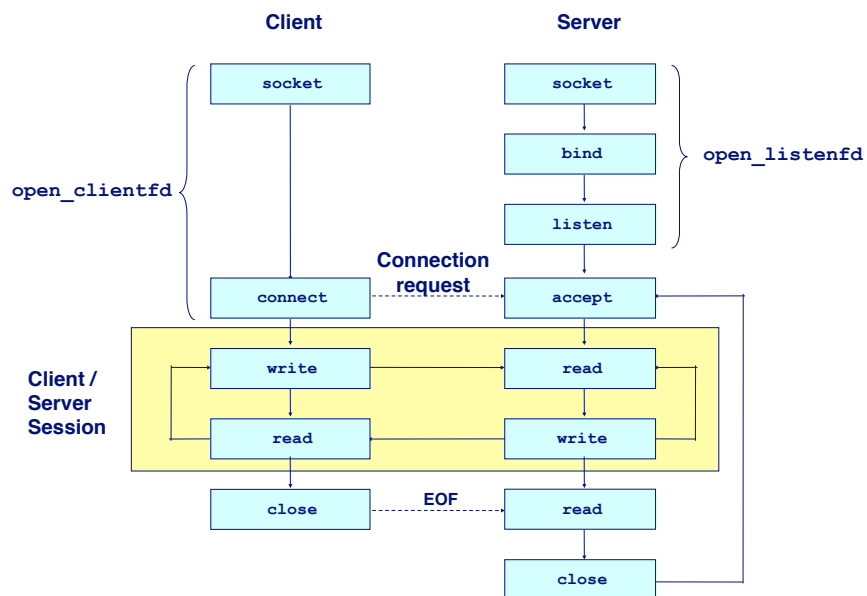 Client
Server
socket
socket
bind
open_listenfd
open_clientfd
listen
Connection
request
connect
accept
Client /
Server
Session
write
read
read
write
close
EOF
read
close